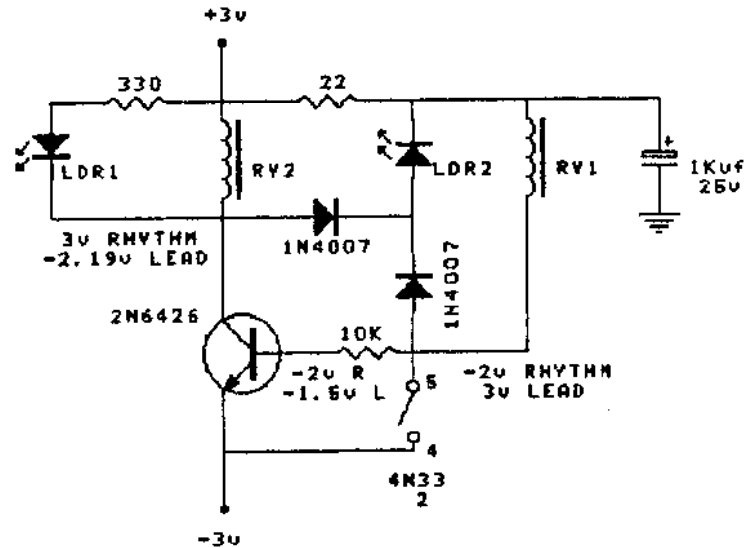 +3v
330
22
LDR1
RY2
LDR2
RY1
+
1Kuf
25v
3v RHYTHM
-2.19v LEAD
1N4007
1N4007
2N6426
10K
-2v R
-1.5v L
5
-2v RHYTHM
3v LEAD
4
4N33
2
-3v